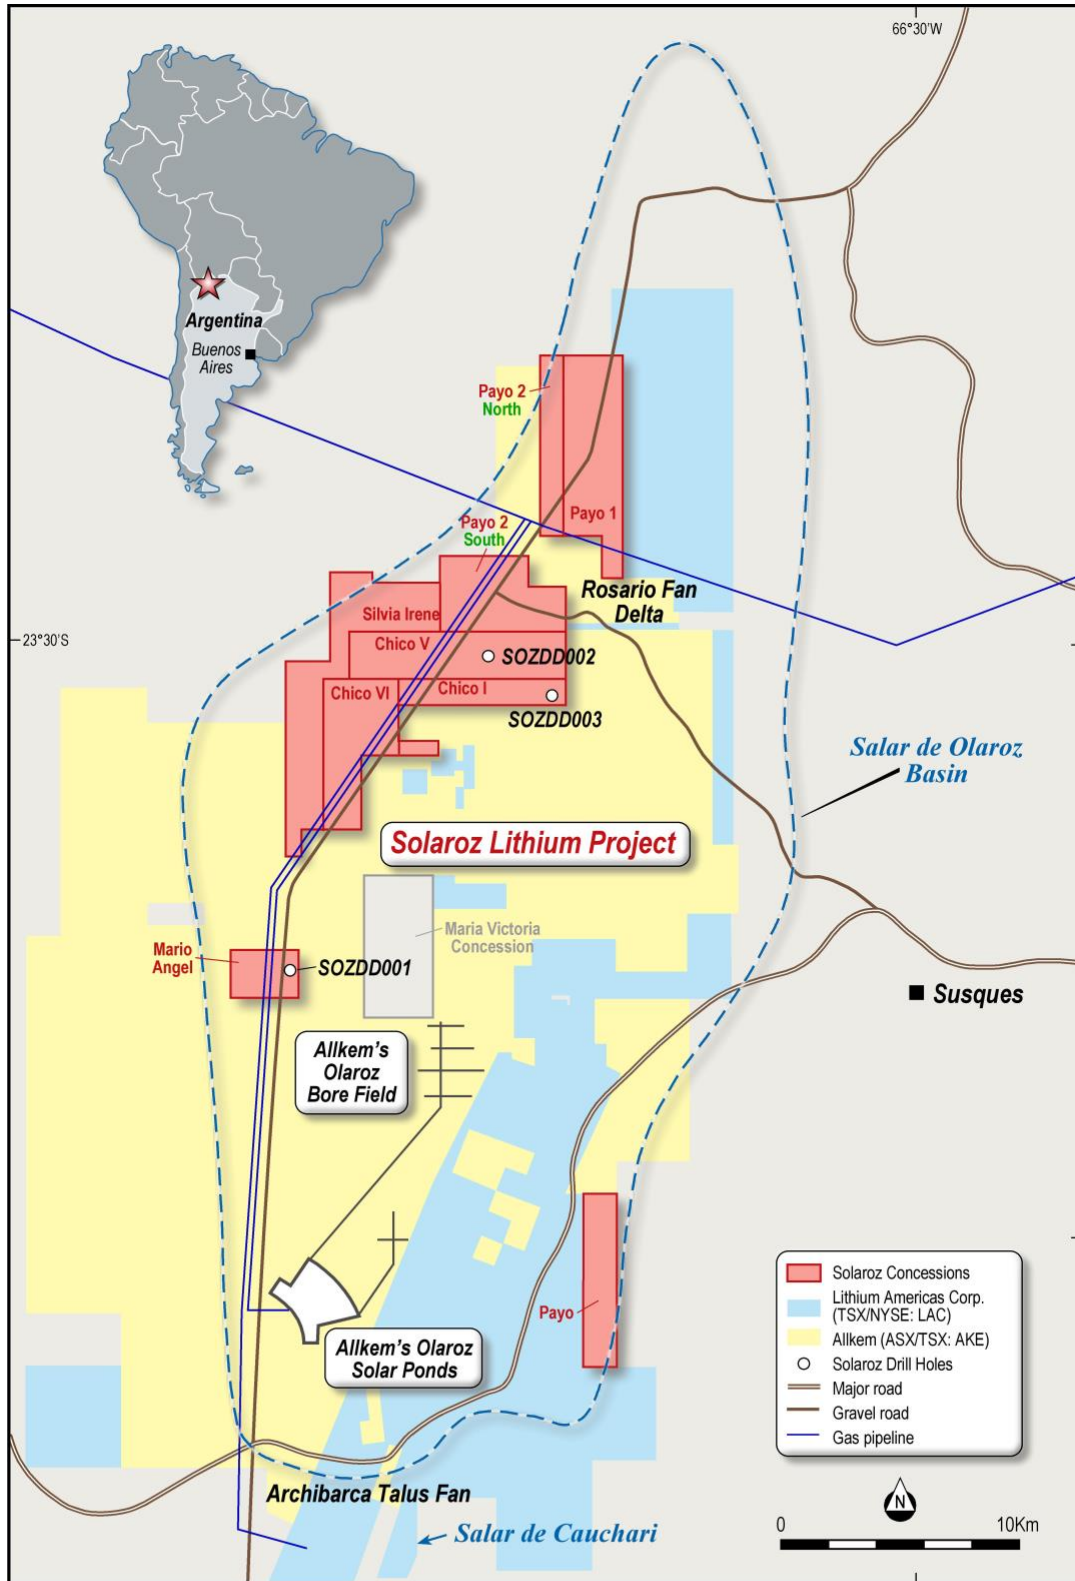 66°30'W
Argentina
Buenos
Aires
Payo 2
North
Payo 1
Payo 2
South
Rosario Fan
Delta
Silvia Irene
23°30'S
Chico V
SOZDD002
Chico VI
Chico I
SOZDD003
Salar de Olaroz
Basin
Solaroz Lithium Project
Maria Victoria
Concession
Mario
Angel
SOZDD001
Susques
Allkem's
Olaroz
Bore Field
Payo
Allkem's Olaroz
Solar Ponds
Solaroz Concessions
Lithium Americas Corp.
(TSX/NYSE: LAC)
Allkem (ASX/TSX: AKE)
Solaroz Drill Holes
Major road
Gravel road
Gas pipeline
Archibarca Talus Fan
Salar de Cauchari
N
0 10Km